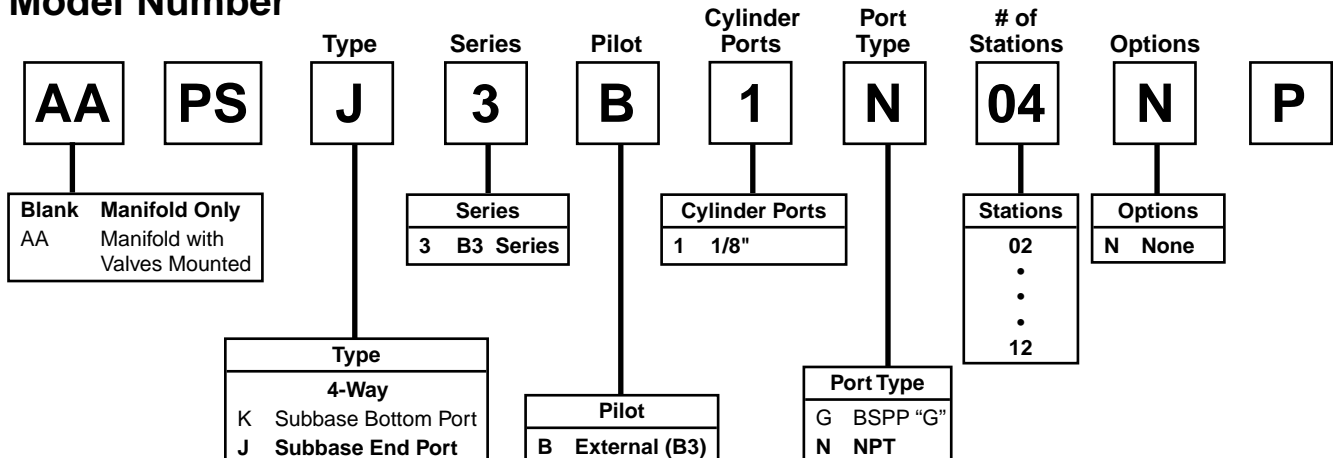 Model Number
Type Series Pilot Cylinder Ports Port Type # of Stations Options
AA PS J 3 B 1 N 04 N P
Blank Manifold Only
AA Manifold with
Valves Mounted
Series
3 B3 Series
Cylinder Ports
1 1/8"
Stations
02
•
•
•
12
Options
N None
Type
4-Way
K Subbase Bottom Port
J Subbase End Port
Pilot
B External (B3)
Port Type
G BSPP “G”
N NPT